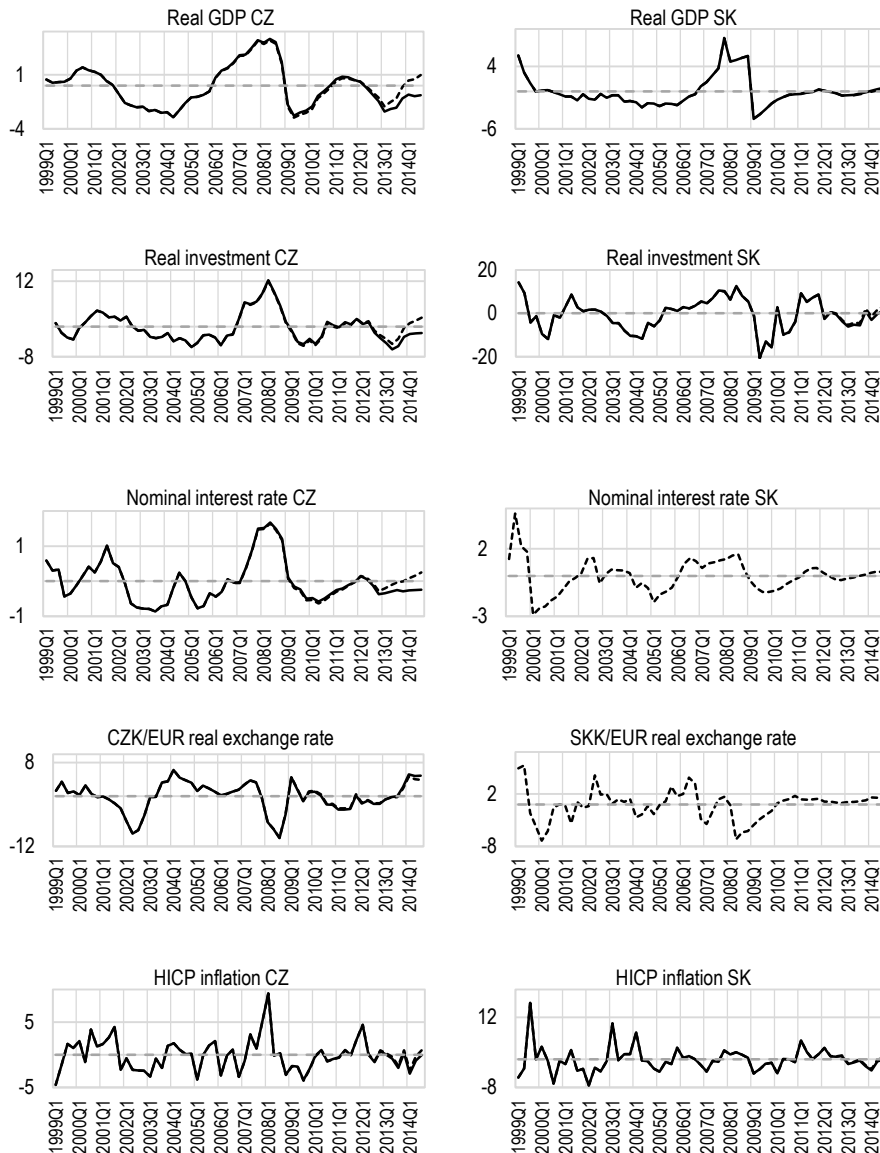 Real GDP CZ
1
-4
1999Q1
2000Q1
2001Q1
2002Q1
2003Q1
2004Q1
2005Q1
2006Q1
2007Q1
2008Q1
2009Q1
2010Q1
2011Q1
2012Q1
2013Q1
2014Q1
Real GDP SK
4
-6
1999Q1
2000Q1
2001Q1
2002Q1
2003Q1
2004Q1
2005Q1
2006Q1
2007Q1
2008Q1
2009Q1
2010Q1
2011Q1
2012Q1
2013Q1
2014Q1
Real investment CZ
12
-8
1999Q1
2000Q1
2001Q1
2002Q1
2003Q1
2004Q1
2005Q1
2006Q1
2007Q1
2008Q1
2009Q1
2010Q1
2011Q1
2012Q1
2013Q1
2014Q1
Real investment SK
20
0
-20
1999Q1
2000Q1
2001Q1
2002Q1
2003Q1
2004Q1
2005Q1
2006Q1
2007Q1
2008Q1
2009Q1
2010Q1
2011Q1
2012Q1
2013Q1
2014Q1
Nominal interest rate CZ
1
-1
1999Q1
2000Q1
2001Q1
2002Q1
2003Q1
2004Q1
2005Q1
2006Q1
2007Q1
2008Q1
2009Q1
2010Q1
2011Q1
2012Q1
2013Q1
2014Q1
Nominal interest rate SK
2
-3
1999Q1
2000Q1
2001Q1
2002Q1
2003Q1
2004Q1
2005Q1
2006Q1
2007Q1
2008Q1
2009Q1
2010Q1
2011Q1
2012Q1
2013Q1
2014Q1
CZK/EUR real exchange rate
8
-12
1999Q1
2000Q1
2001Q1
2002Q1
2003Q1
2004Q1
2005Q1
2006Q1
2007Q1
2008Q1
2009Q1
2010Q1
2011Q1
2012Q1
2013Q1
2014Q1
SKK/EUR real exchange rate
2
-8
1999Q1
2000Q1
2001Q1
2002Q1
2003Q1
2004Q1
2005Q1
2006Q1
2007Q1
2008Q1
2009Q1
2010Q1
2011Q1
2012Q1
2013Q1
2014Q1
HICP inflation CZ
5
-5
1999Q1
2000Q1
2001Q1
2002Q1
2003Q1
2004Q1
2005Q1
2006Q1
2007Q1
2008Q1
2009Q1
2010Q1
2011Q1
2012Q1
2013Q1
2014Q1
HICP inflation SK
12
-8
1999Q1
2000Q1
2001Q1
2002Q1
2003Q1
2004Q1
2005Q1
2006Q1
2007Q1
2008Q1
2009Q1
2010Q1
2011Q1
2012Q1
2013Q1
2014Q1